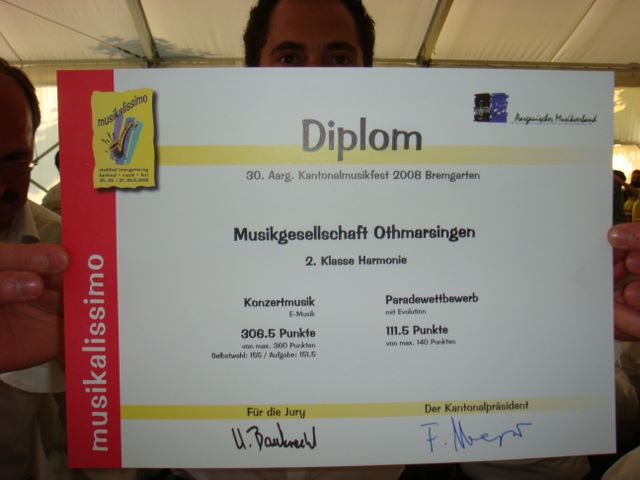 musikalissimo
Aargauischer Musikverband
Diplom
30. Aarg. Kantonalmusikfest 2008 Bremgarten
Musikgesellschaft Othmarsingen
2. Klasse Harmonie
Konzertmusik
E-Musik
306.5 Punkte
von max. 360 Punkten
Selbstwahl: 155 / Aufgabe: 151.5
Paradewettbewerb
mit Evolution
111.5 Punkte
von max. 140 Punkten
musikalissimo
Für die Jury
Der Kantonalpräsident